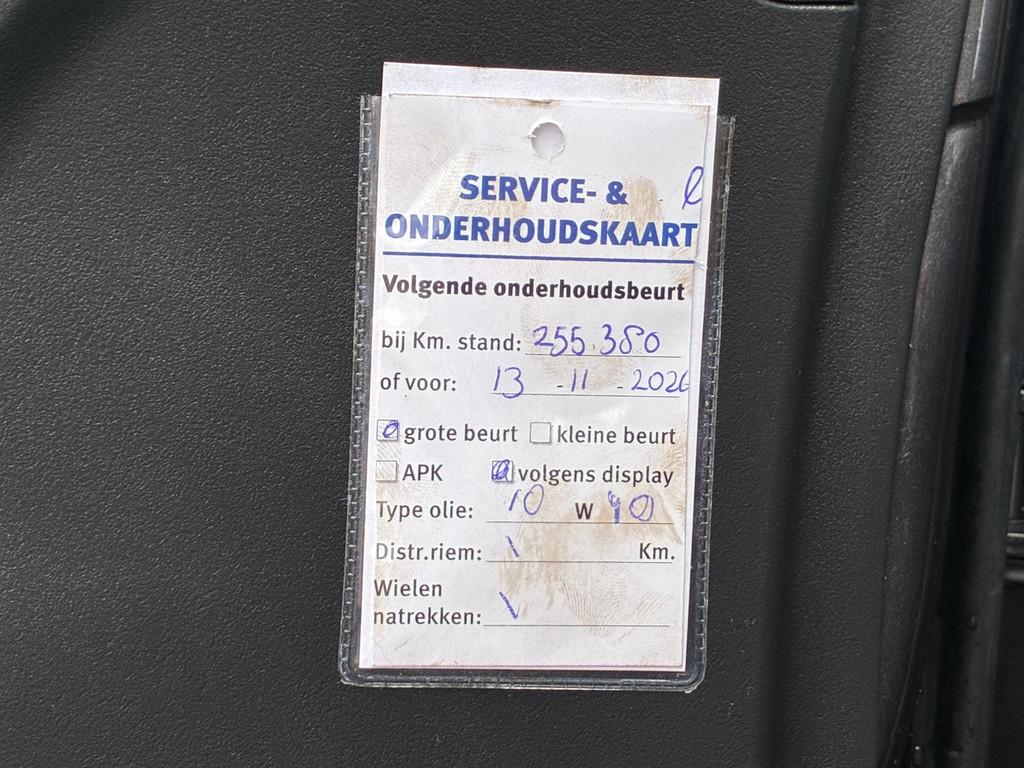 SERVICE- &
ONDERHOUDSKAART
Volgende onderhoudsbeurt
bij Km. stand: 255.380
of voor: 13 - 11 - 2026
grote beurt kleine beurt
APK volgens display
Type olie: 10 W 40
Distr.riem: \ Km.
Wielen
natrekken: \